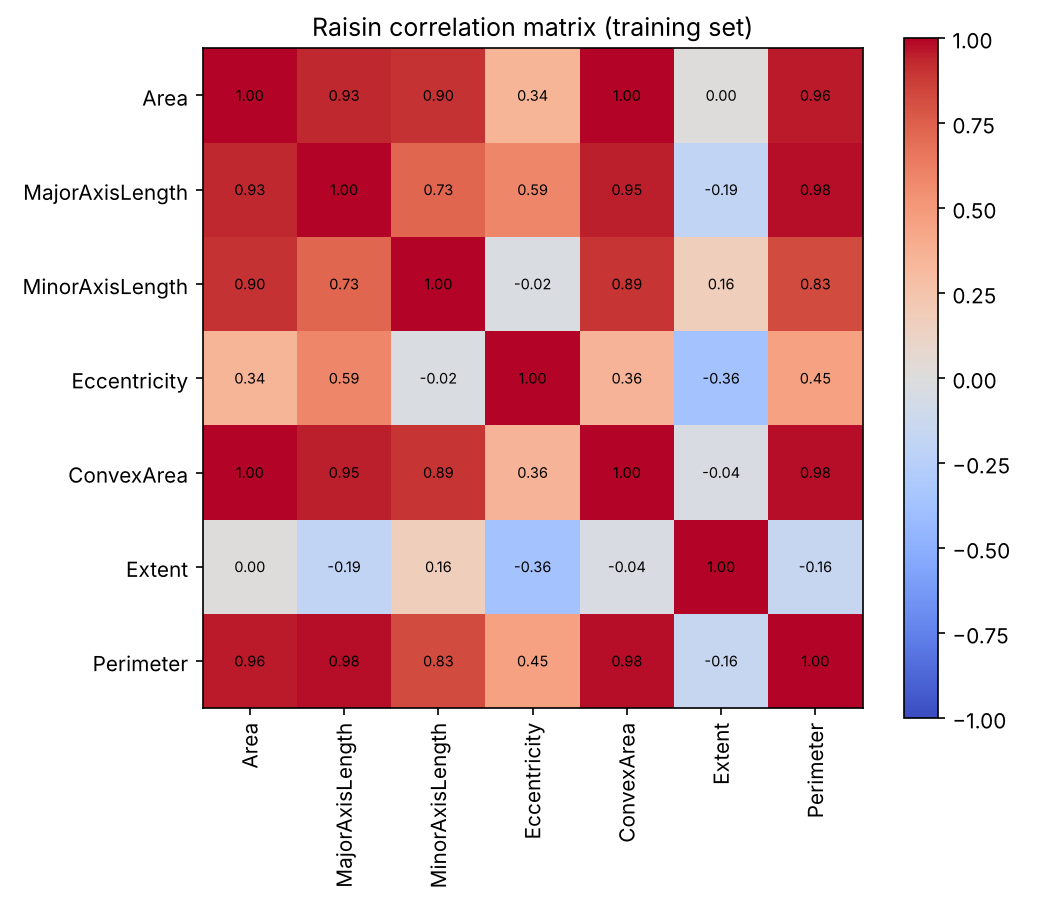 Raisin correlation matrix (training set)
Area 1.00 0.93 0.90 0.34 1.00 0.00 0.96
MajorAxisLength 0.93 1.00 0.73 0.59 0.95 -0.19 0.98
MinorAxisLength 0.90 0.73 1.00 -0.02 0.89 0.16 0.83
Eccentricity 0.34 0.59 -0.02 1.00 0.36 -0.36 0.45
ConvexArea 1.00 0.95 0.89 0.36 1.00 -0.04 0.98
Extent 0.00 -0.19 0.16 -0.36 -0.04 1.00 -0.16
Perimeter 0.96 0.98 0.83 0.45 0.98 -0.16 1.00
Area
MajorAxisLength
MinorAxisLength
Eccentricity
ConvexArea
Extent
Perimeter
1.00
0.75
0.50
0.25
0.00
−0.25
−0.50
−0.75
−1.00